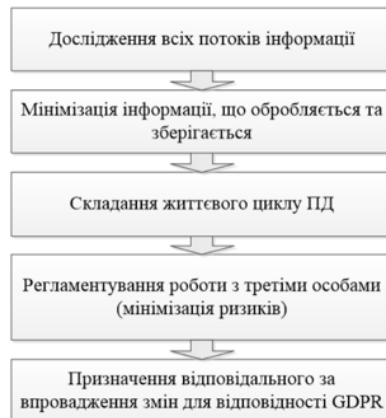 Дослідження всіх потоків інформації
Мінімізація інформації, що обробляється та
зберігається
Складання життєвого циклу ПД
Регламентування роботи з третіми особами
(мінімізація ризиків)
Призначення відповідального за
впровадження змін для відповідності GDPR